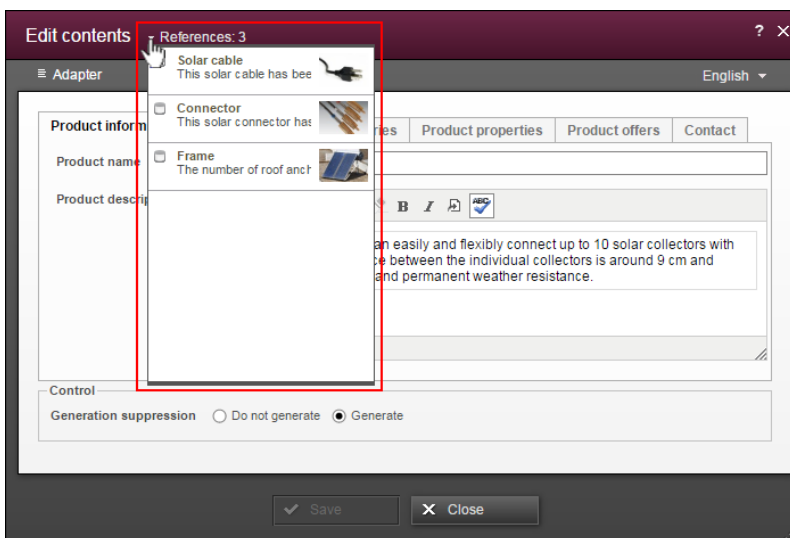 Edit contents References: 3 ? X
Adapter English
Solar cable
This solar cable has bee
Connector
This solar connector has
Frame
The number of roof anch
Product inform ries Product properties Product offers Contact
Product name
Product descrip
B I ABC
an easily and flexibly connect up to 10 solar collectors with
ce between the individual collectors is around 9 cm and
and permanent weather resistance.
Control
Generation suppression Do not generate Generate
Save X Close